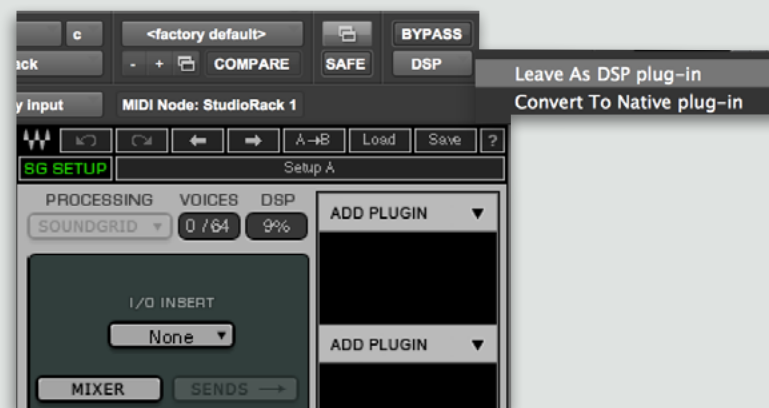 c <factory default> BYPASS
ack - + COMPARE SAFE DSP
Leave As DSP plug-in
y Input MIDI Node: StudioRack 1
Convert To Native plug-in
A→B Load Save ?
SG SETUP Setup A
PROCESSING VOICES DSP
SOUNDGRID 0 / 64 9%
ADD PLUGIN
I/O INSERT
None
ADD PLUGIN
MIXER SENDS